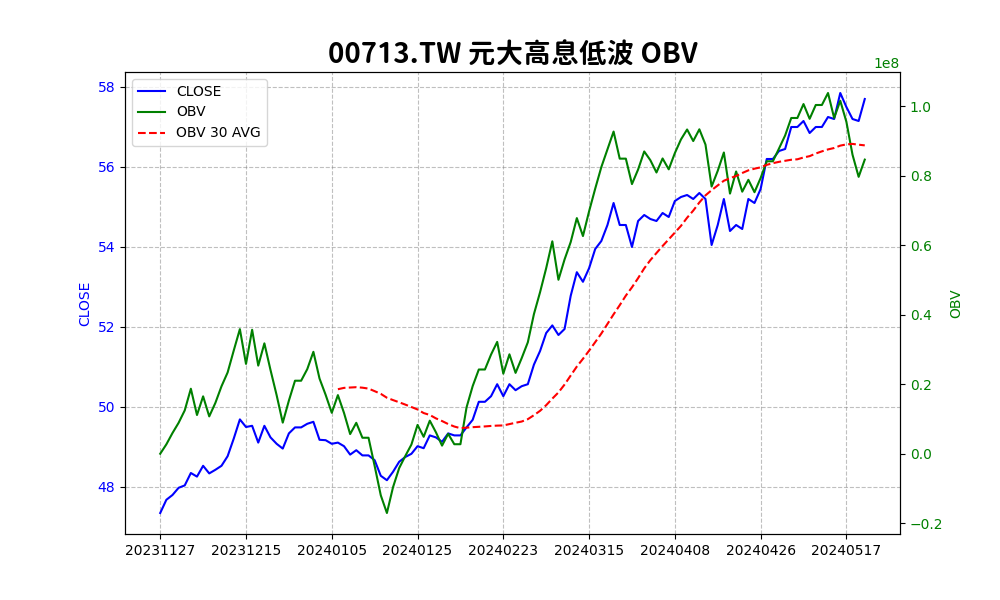 00713.TW 元大高息低波 OBV
1e8
CLOSE
OBV
OBV 30 AVG
58
56
54
52
50
48
CLOSE
1.0
0.8
0.6
0.4
0.2
0.0
−0.2
OBV
20231127 20231215 20240105 20240125 20240223 20240315 20240408 20240426 20240517